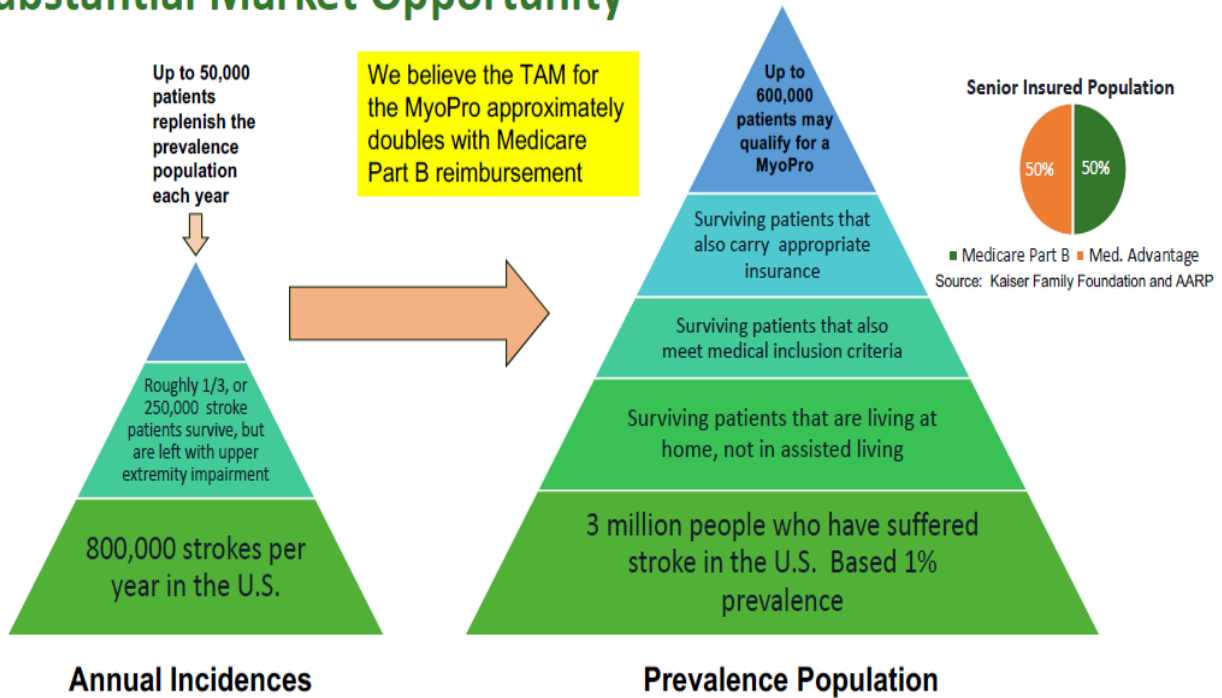 Substantial Market Opportunity
Up to 50,000
patients
replenish the
prevalence
population
each year
We believe the TAM for
the MyoPro approximately
doubles with Medicare
Part B reimbursement
Roughly 1/3, or
250,000 stroke
patients survive, but
are left with upper
extremity impairment
800,000 strokes per
year in the U.S.
Annual Incidences
Up to
600,000
patients may
qualify for a
MyoPro
Surviving patients that
also carry appropriate
insurance
Surviving patients that also
meet medical inclusion criteria
Surviving patients that are living at
home, not in assisted living
3 million people who have suffered
stroke in the U.S. Based 1%
prevalence
Prevalence Population
Senior Insured Population
50% 50%
Medicare Part B Med. Advantage
Source: Kaiser Family Foundation and AARP